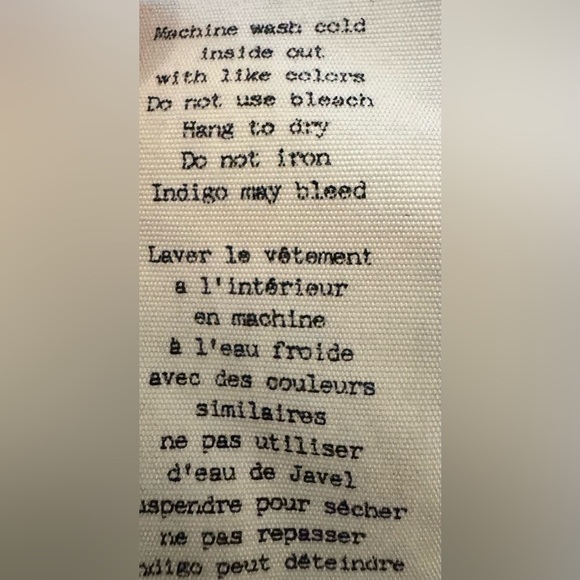 Machine wash cold
inside out
with like colors
Do not use bleach
Hang to dry
Do not iron
Indigo may bleed
Laver le vêtement
a l'intérieur
en machine
à l'eau froide
avec des couleurs
similaires
ne pas utiliser
d'eau de Javel
uspendre pour sécher
ne pas repasser
ndigo peut déteindre